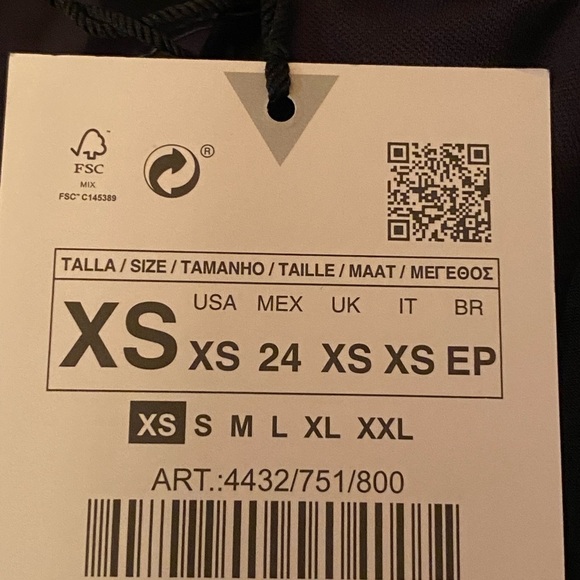 ®
FSC™
MIX
FSC™ C145389
TALLA / SIZE / TAMANHO / TAILLE / MAAT / ΜΕΓΕΘΟΣ
XS
USA MEX UK IT BR
XS 24 XS XS EP
XS S M L XL XXL
ART.:4432/751/800